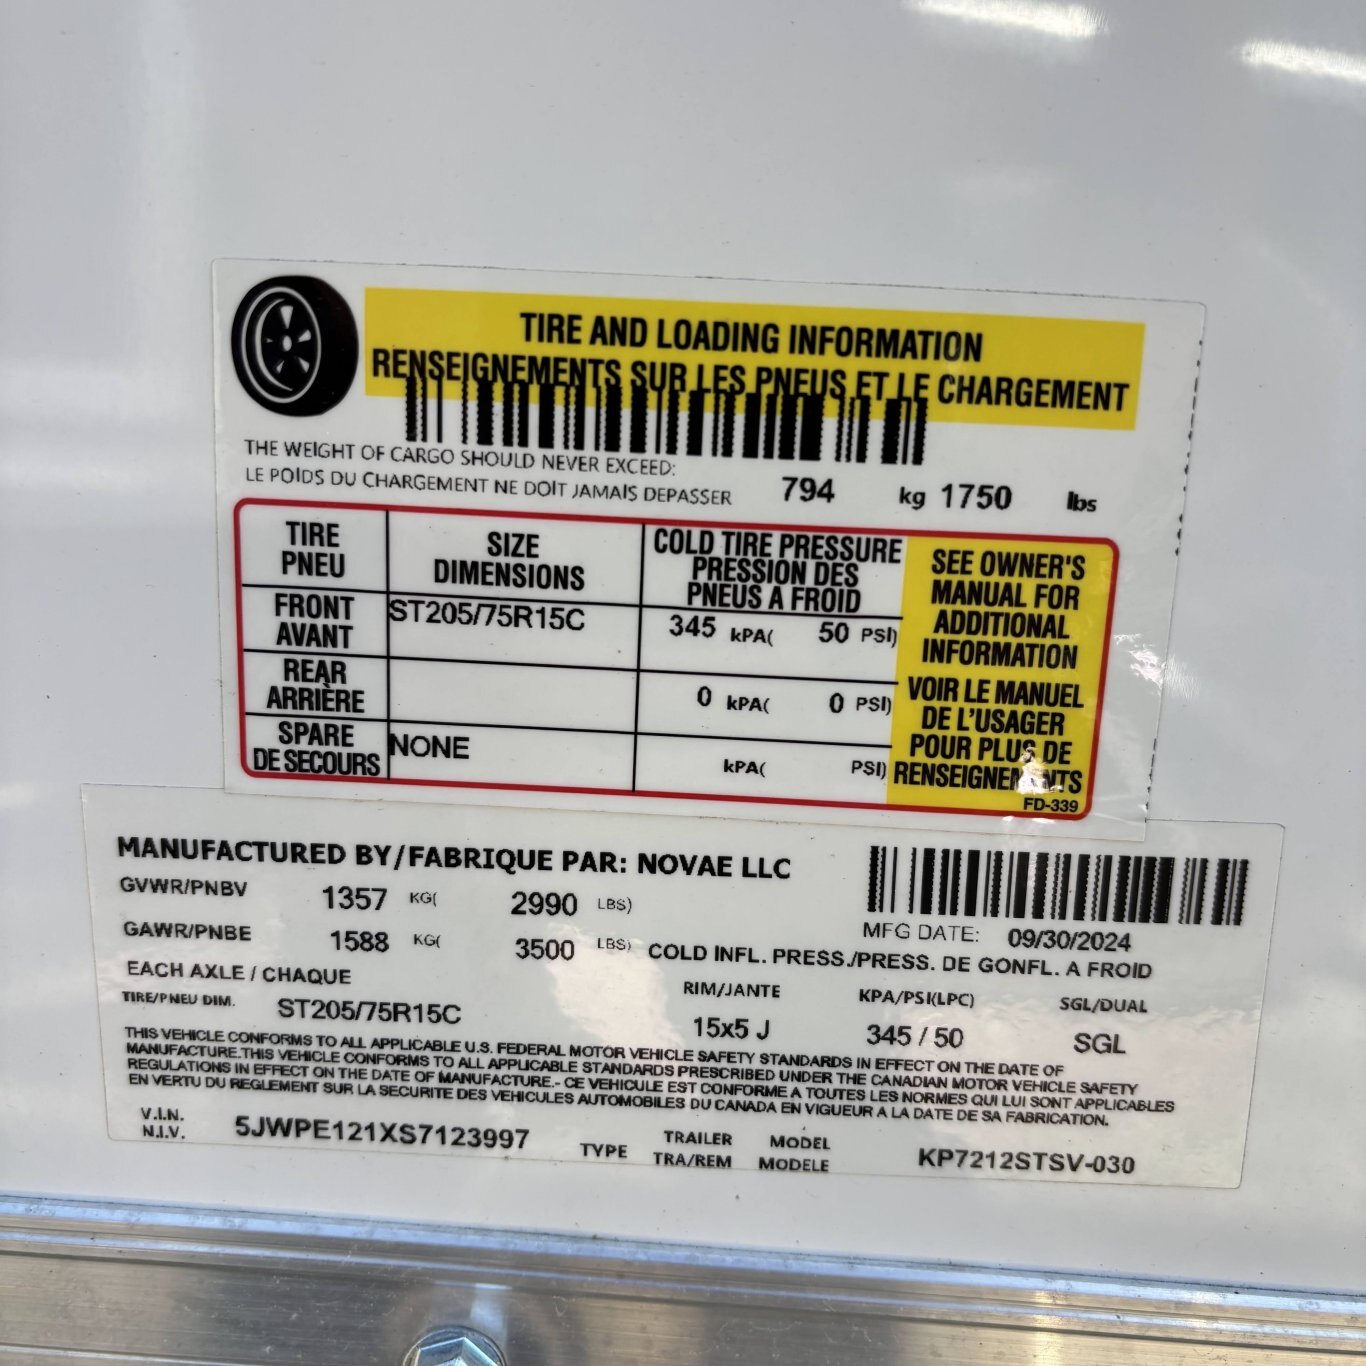 TIRE AND LOADING INFORMATION
RENSEIGNEMENTS SUR LES PNEUS ET LE CHARGEMENT
THE WEIGHT OF CARGO SHOULD NEVER EXCEED:
LE POIDS DU CHARGEMENT NE DOIT JAMAIS DEPASSER 794 kg 1750 lbs
TIRE
PNEU
SIZE
DIMENSIONS
COLD TIRE PRESSURE
PRESSION DES
PNEUS A FROID
FRONT
AVANT
ST205/75R15C
345 kPA( 50 PSI)
REAR
ARRIÈRE
0 kPA( 0 PSI)
SPARE
DE SECOURS
NONE
kPA( PSI)
SEE OWNER'S
MANUAL FOR
ADDITIONAL
INFORMATION
VOIR LE MANUEL
DE L'USAGER
POUR PLUS DE
RENSEIGNEMENTS
FD-339
MANUFACTURED BY/FABRIQUE PAR: NOVAE LLC
GVWR/PNBV 1357 KG( 2990 LBS)
MFG DATE: 09/30/2024
GAWR/PNBE 1588 KG( 3500 LBS) COLD INFL. PRESS./PRESS. DE GONFL. A FROID
EACH AXLE / CHAQUE
RIM/JANTE KPA/PSI(LPC) SGL/DUAL
TIRE/PNEU DIM. ST205/75R15C 15x5 J 345 / 50 SGL
THIS VEHICLE CONFORMS TO ALL APPLICABLE U.S. FEDERAL MOTOR VEHICLE SAFETY STANDARDS IN EFFECT ON THE DATE OF
MANUFACTURE.THIS VEHICLE CONFORMS TO ALL APPLICABLE STANDARDS PRESCRIBED UNDER THE CANADIAN MOTOR VEHICLE SAFETY
REGULATIONS IN EFFECT ON THE DATE OF MANUFACTURE.- CE VEHICULE EST CONFORME A TOUTES LES NORMES QUI LUI SONT APPLICABLES
EN VERTU DU REGLEMENT SUR LA SECURITE DES VEHICULES AUTOMOBILES DU CANADA EN VIGUEUR A LA DATE DE SA FABRICATION.
V.I.N.
N.I.V.
5JWPE121XS7123997
TYPE
TRAILER
TRA/REM
MODEL
MODELE
KP7212STSV-030